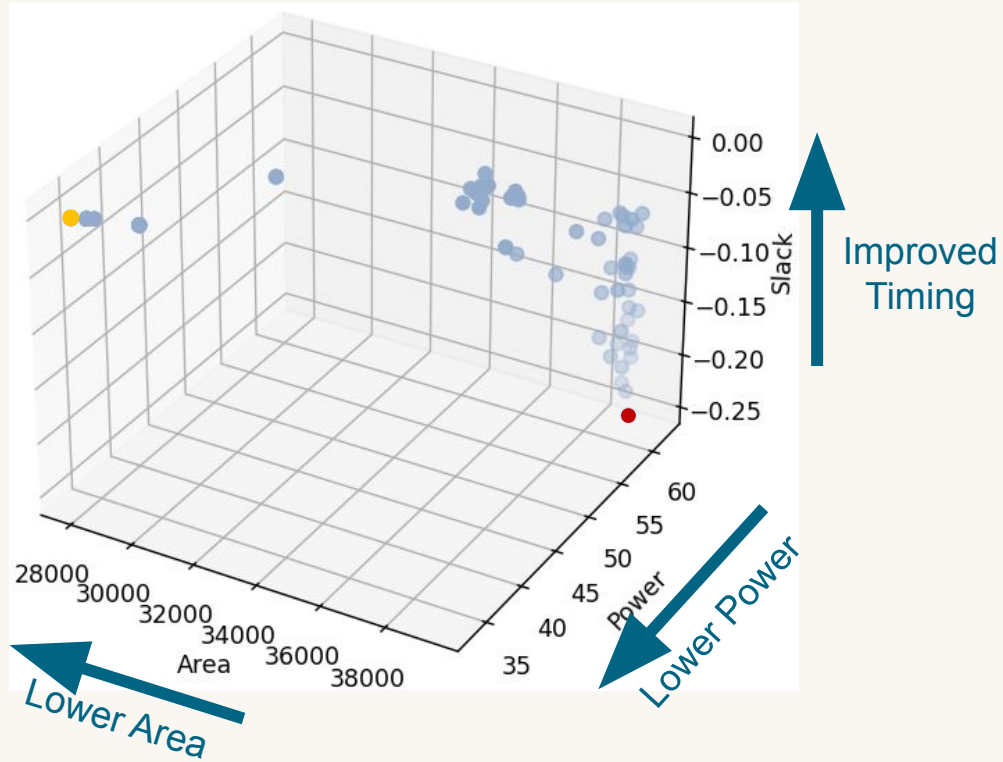 0.00
−0.05
−0.10
−0.15
−0.20
−0.25
Slack
Improved
Timing
60
55
50
45
40
35
Power
Lower Power
28000
30000
32000
34000
36000
38000
Area
Lower Area